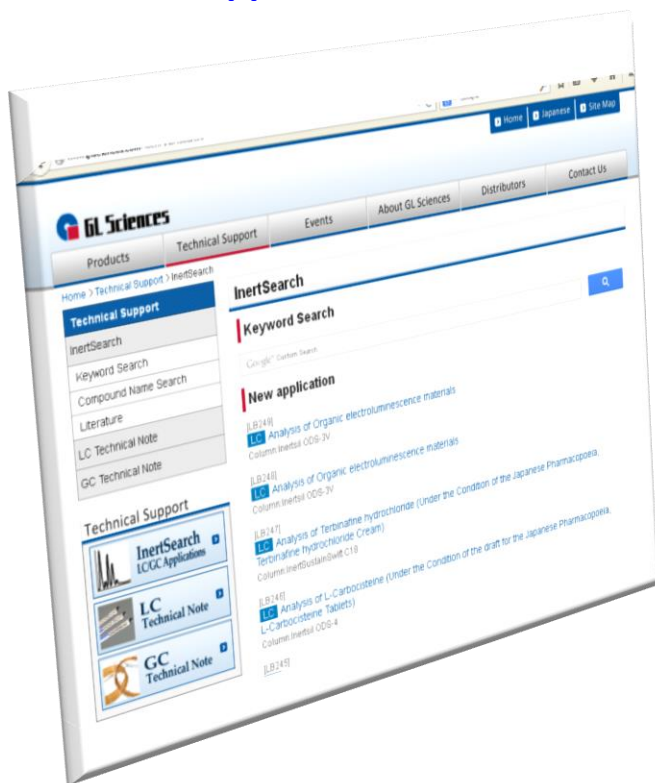 Home
Japanese
Site Map
GL Sciences
Products
Technical Support
Events
About GL Sciences
Distributors
Contact Us
Home > Technical Support > InertSearch
Technical Support
InertSearch
Keyword Search
Compound Name Search
Literature
LC Technical Note
GC Technical Note
Technical Support
InertSearch
LC/GC Applications
LC
Technical Note
GC
Technical Note
InertSearch
Keyword Search
Google™ Custom Search
New application
[LB249]
LC Analysis of Organic electroluminescence materials
Column:Inertsil ODS-3V
[LB248]
LC Analysis of Organic electroluminescence materials
Column:Inertsil ODS-3V
[LB247]
LC Analysis of Terbinafine hydrochloride (Under the Condition of the Japanese Pharmacopoeia,
Terbinafine hydrochloride Cream)
Column:InertSustainSwift C18
[LB246]
LC Analysis of L-Carbocisteine (Under the Condition of the draft for the Japanese Pharmacopoeia,
L-Carbocisteine Tablets)
Column:Inertsil ODS-4
[LB245]